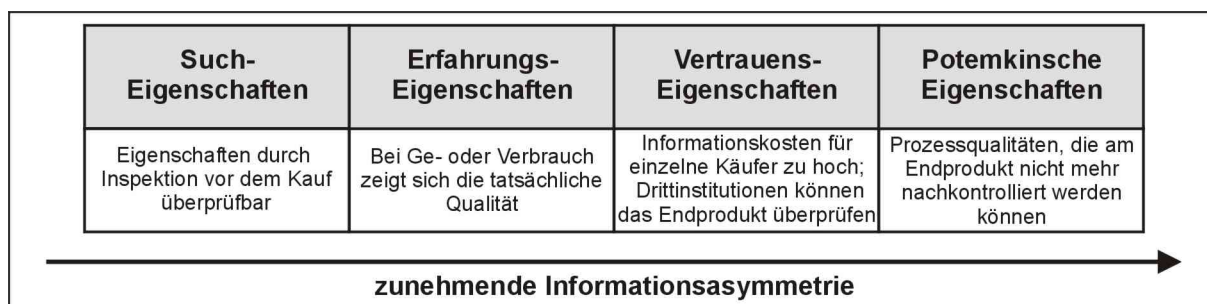 Such-
Eigenschaften
Erfahrungs-
Eigenschaften
Vertrauens-
Eigenschaften
Potemkinsche
Eigenschaften
Eigenschaften durch
Inspektion vor dem Kauf
überprüfbar
Bei Ge- oder Verbrauch
zeigt sich die tatsächliche
Qualität
Informationskosten für
einzelne Käufer zu hoch;
Drittinstitutionen können
das Endprodukt überprüfen
Prozessqualitäten, die am
Endprodukt nicht mehr
nachkontrolliert werden
können
zunehmende Informationsasymmetrie